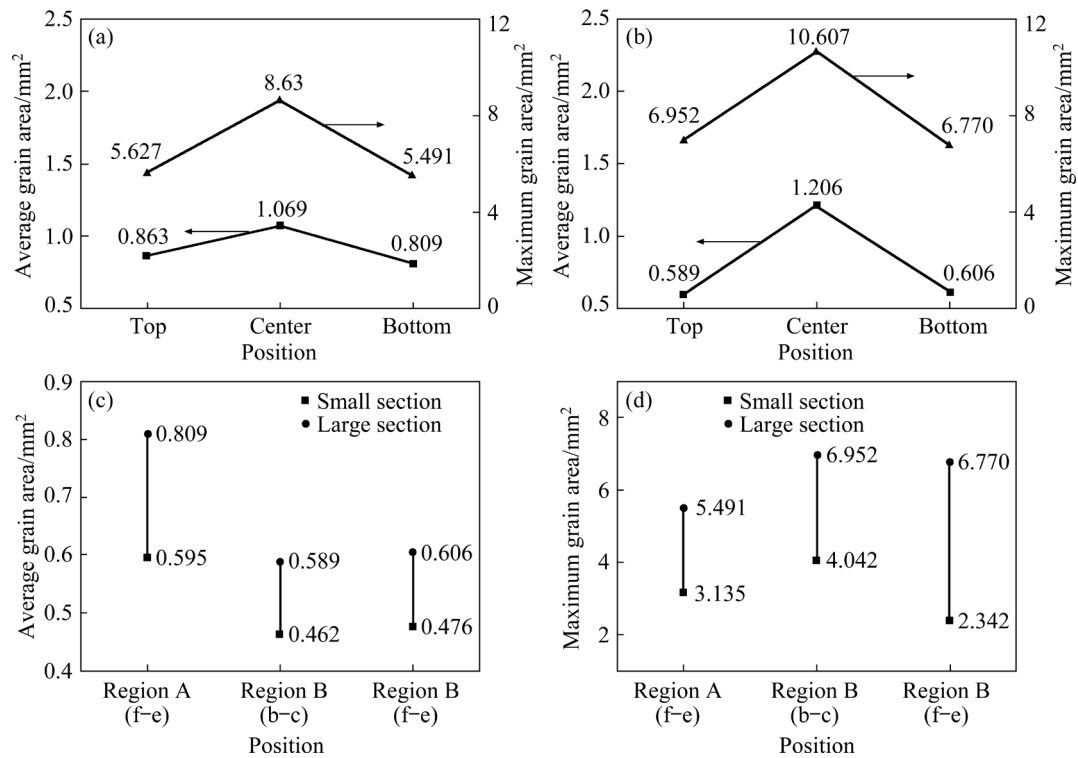 (a)
Average grain area/mm²
2.5
2.0
1.5
1.0
0.5
12
8
4
0
Maximum grain area/mm²
5.627
8.63
5.491
0.863
1.069
0.809
Top
Center
Bottom
Position
(b)
Average grain area/mm²
2.5
2.0
1.5
1.0
0.5
12
8
4
0
Maximum grain area/mm²
6.952
10.607
6.770
0.589
1.206
0.606
Top
Center
Bottom
Position
(c)
Average grain area/mm²
0.9
0.8
0.7
0.6
0.5
0.4
Small section
Large section
0.809
0.595
0.589
0.462
0.606
0.476
Region A
(f−e)
Region B
(b−c)
Region B
(f−e)
Position
(d)
Maximum grain area/mm²
8
6
4
2
Small section
Large section
5.491
3.135
6.952
4.042
6.770
2.342
Region A
(f−e)
Region B
(b−c)
Region B
(f−e)
Position